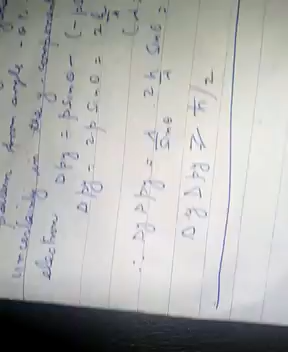 from angle -θ
uncertainty in the y component
electron Δpy = p sin θ - (-p
Δpy = 2p sin θ = 2h/λ
∴ Δy Δpy = λ/sin θ 2h/λ sin θ =
Δy Δpy ≥ ħ/2